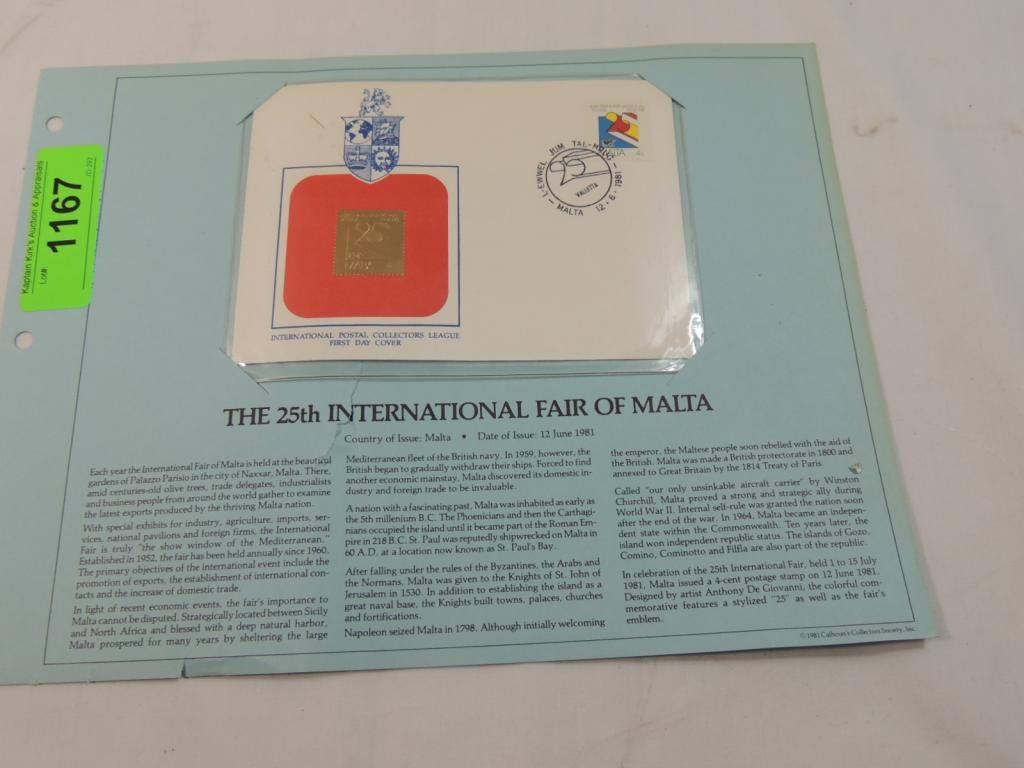 Kaptain Kirk's Auction & Appraisals
Lot#:
1167
ID:293
MALTA 4c
L-EWWEL JUM TAL-ĦRUĠ
25
VALLETTA
MALTA 12·6·1981
25
MALTA
INTERNATIONAL POSTAL COLLECTORS LEAGUE
FIRST DAY COVER
THE 25th INTERNATIONAL FAIR OF MALTA
Country of Issue: Malta • Date of Issue: 12 June 1981
Each year the International Fair of Malta is held at the beautiful
gardens of Palazzo Parisio in the city of Naxxar, Malta. There,
amid centuries-old olive trees, trade delegates, industrialists
and business people from around the world gather to examine
the latest exports produced by the thriving Malta nation.
With special exhibits for industry, agriculture, imports, ser-
vices, national pavilions and foreign firms, the International
Fair is truly "the show window of the Mediterranean."
Established in 1952, the fair has been held annually since 1960.
The primary objectives of the international event include the
promotion of exports, the establishment of international con-
tacts and the increase of domestic trade.
In light of recent economic events, the fair's importance to
Malta cannot be disputed. Strategically located between Sicily
and North Africa and blessed with a deep natural harbor,
Malta prospered for many years by sheltering the large
Mediterranean fleet of the British navy. In 1959, however, the
British began to gradually withdraw their ships. Forced to find
another economic mainstay, Malta discovered its domestic in-
dustry and foreign trade to be invaluable.
A nation with a fascinating past, Malta was inhabited as early as
the 5th millenium B.C. The Phoenicians and then the Carthagi-
nians occupied the island until it became part of the Roman Em-
pire in 218 B.C. St. Paul was reputedly shipwrecked on Malta in
60 A.D. at a location now known as St. Paul's Bay.
After falling under the rules of the Byzantines, the Arabs and
the Normans, Malta was given to the Knights of St. John of
Jerusalem in 1530. In addition to establishing the island as a
great naval base, the Knights built towns, palaces, churches
and fortifications.
Napoleon seized Malta in 1798. Although initially welcoming
the emperor, the Maltese people soon rebelled with the aid of
the British. Malta was made a British protectorate in 1800 and
annexed to Great Britain by the 1814 Treaty of Paris.
Called "our only unsinkable aircraft carrier" by Winston
Churchill, Malta proved a strong and strategic ally during
World War II. Internal self-rule was granted the nation soon
after the end of the war. In 1964, Malta became an indepen-
dent state within the Commonwealth. Ten years later, the
island won independent republic status. The islands of Gozo,
Comino, Cominotto and Filfla are also part of the republic.
In celebration of the 25th International Fair, held 1 to 15 July
1981, Malta issued a 4-cent postage stamp on 12 June 1981.
Designed by artist Anthony De Giovanni, the colorful com-
memorative features a stylized "25" as well as the fair's
emblem.
©1981 Calhoun's Collectors Society, Inc.